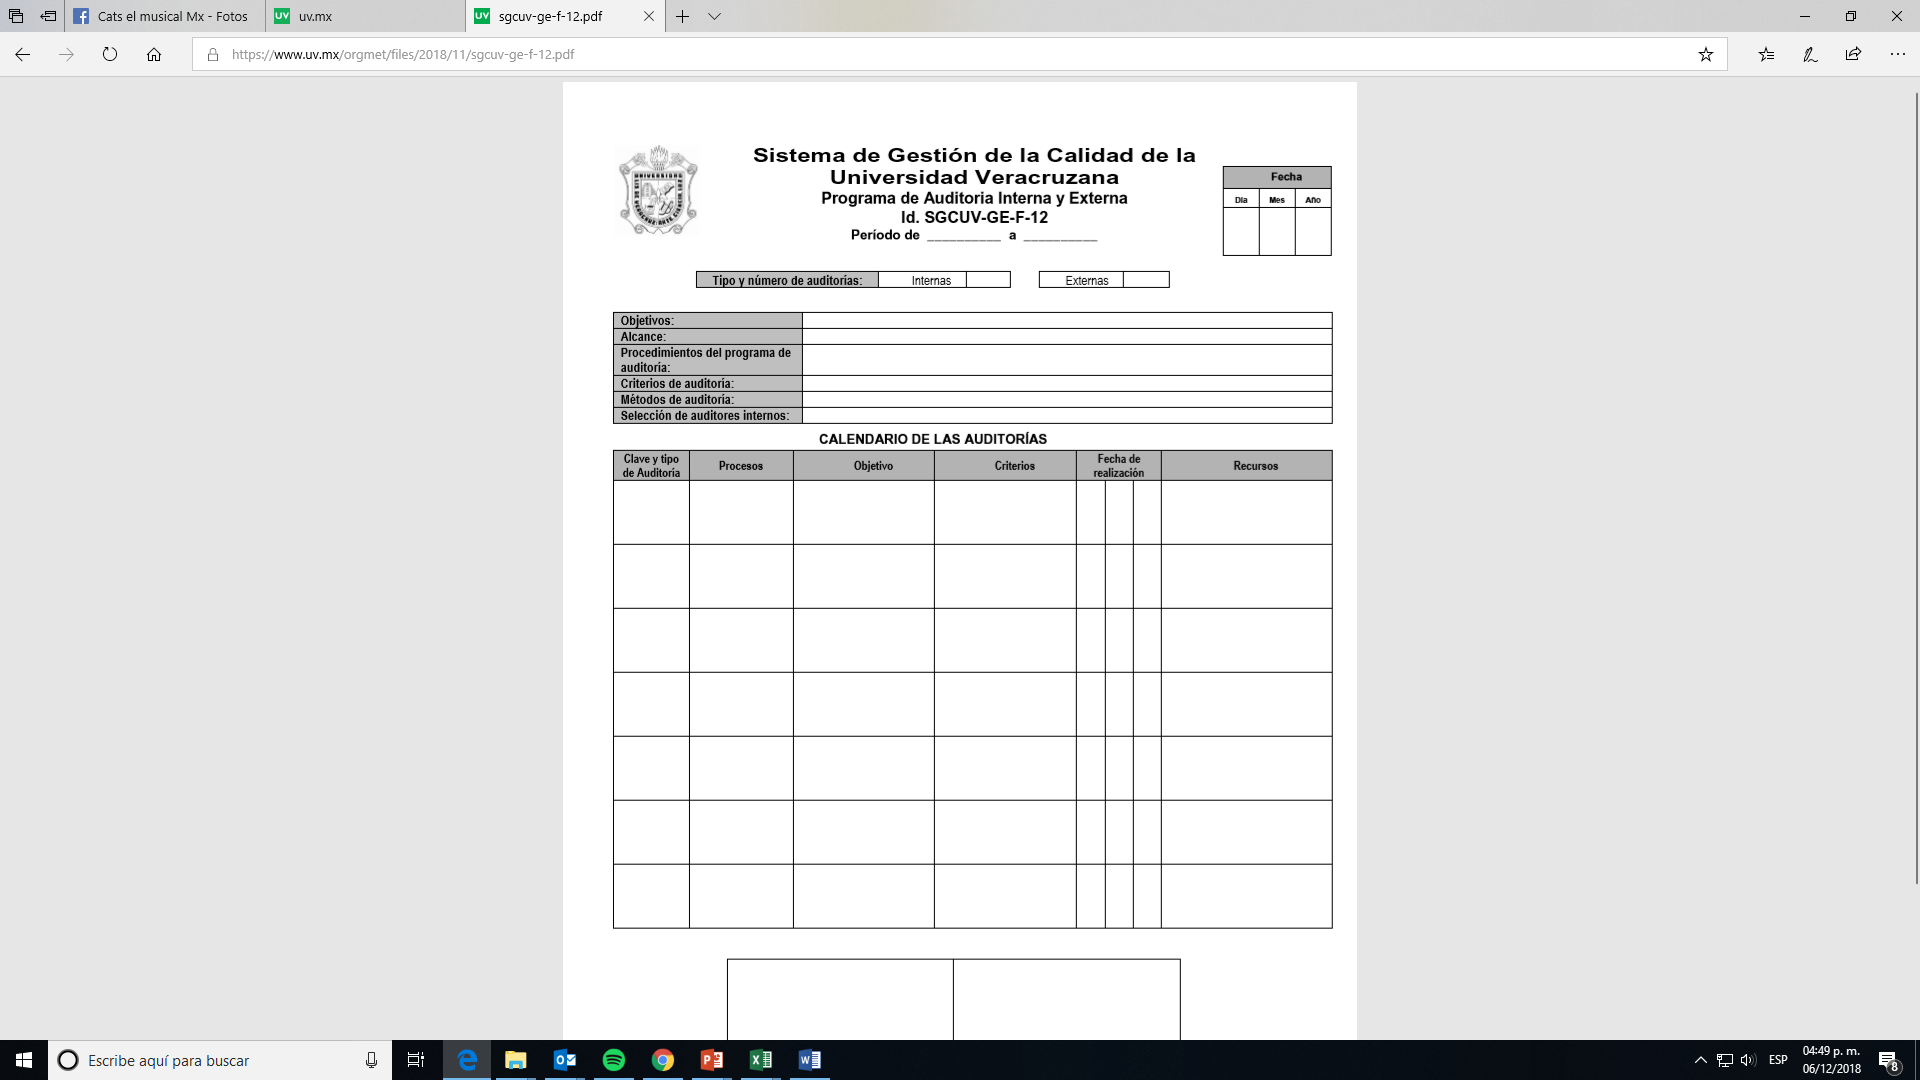 Cats el musical Mx - Fotos
uv.mx
sgcuv-ge-f-12.pdf
https://www.uv.mx/orgmet/files/2018/11/sgcuv-ge-f-12.pdf
Sistema de Gestión de la Calidad de la
Universidad Veracruzana
Programa de Auditoria Interna y Externa
Id. SGCUV-GE-F-12
Período de __________ a __________
Fecha
Dia Mes Año
Tipo y número de auditorías: Internas Externas
Objetivos:
Alcance:
Procedimientos del programa de
auditoría:
Criterios de auditoría:
Métodos de auditoría:
Selección de auditores internos:
CALENDARIO DE LAS AUDITORÍAS
Clave y tipo
de Auditoría
Procesos
Objetivo
Criterios
Fecha de
realización
Recursos
Escribe aquí para buscar
ESP
04:49 p. m.
06/12/2018
8